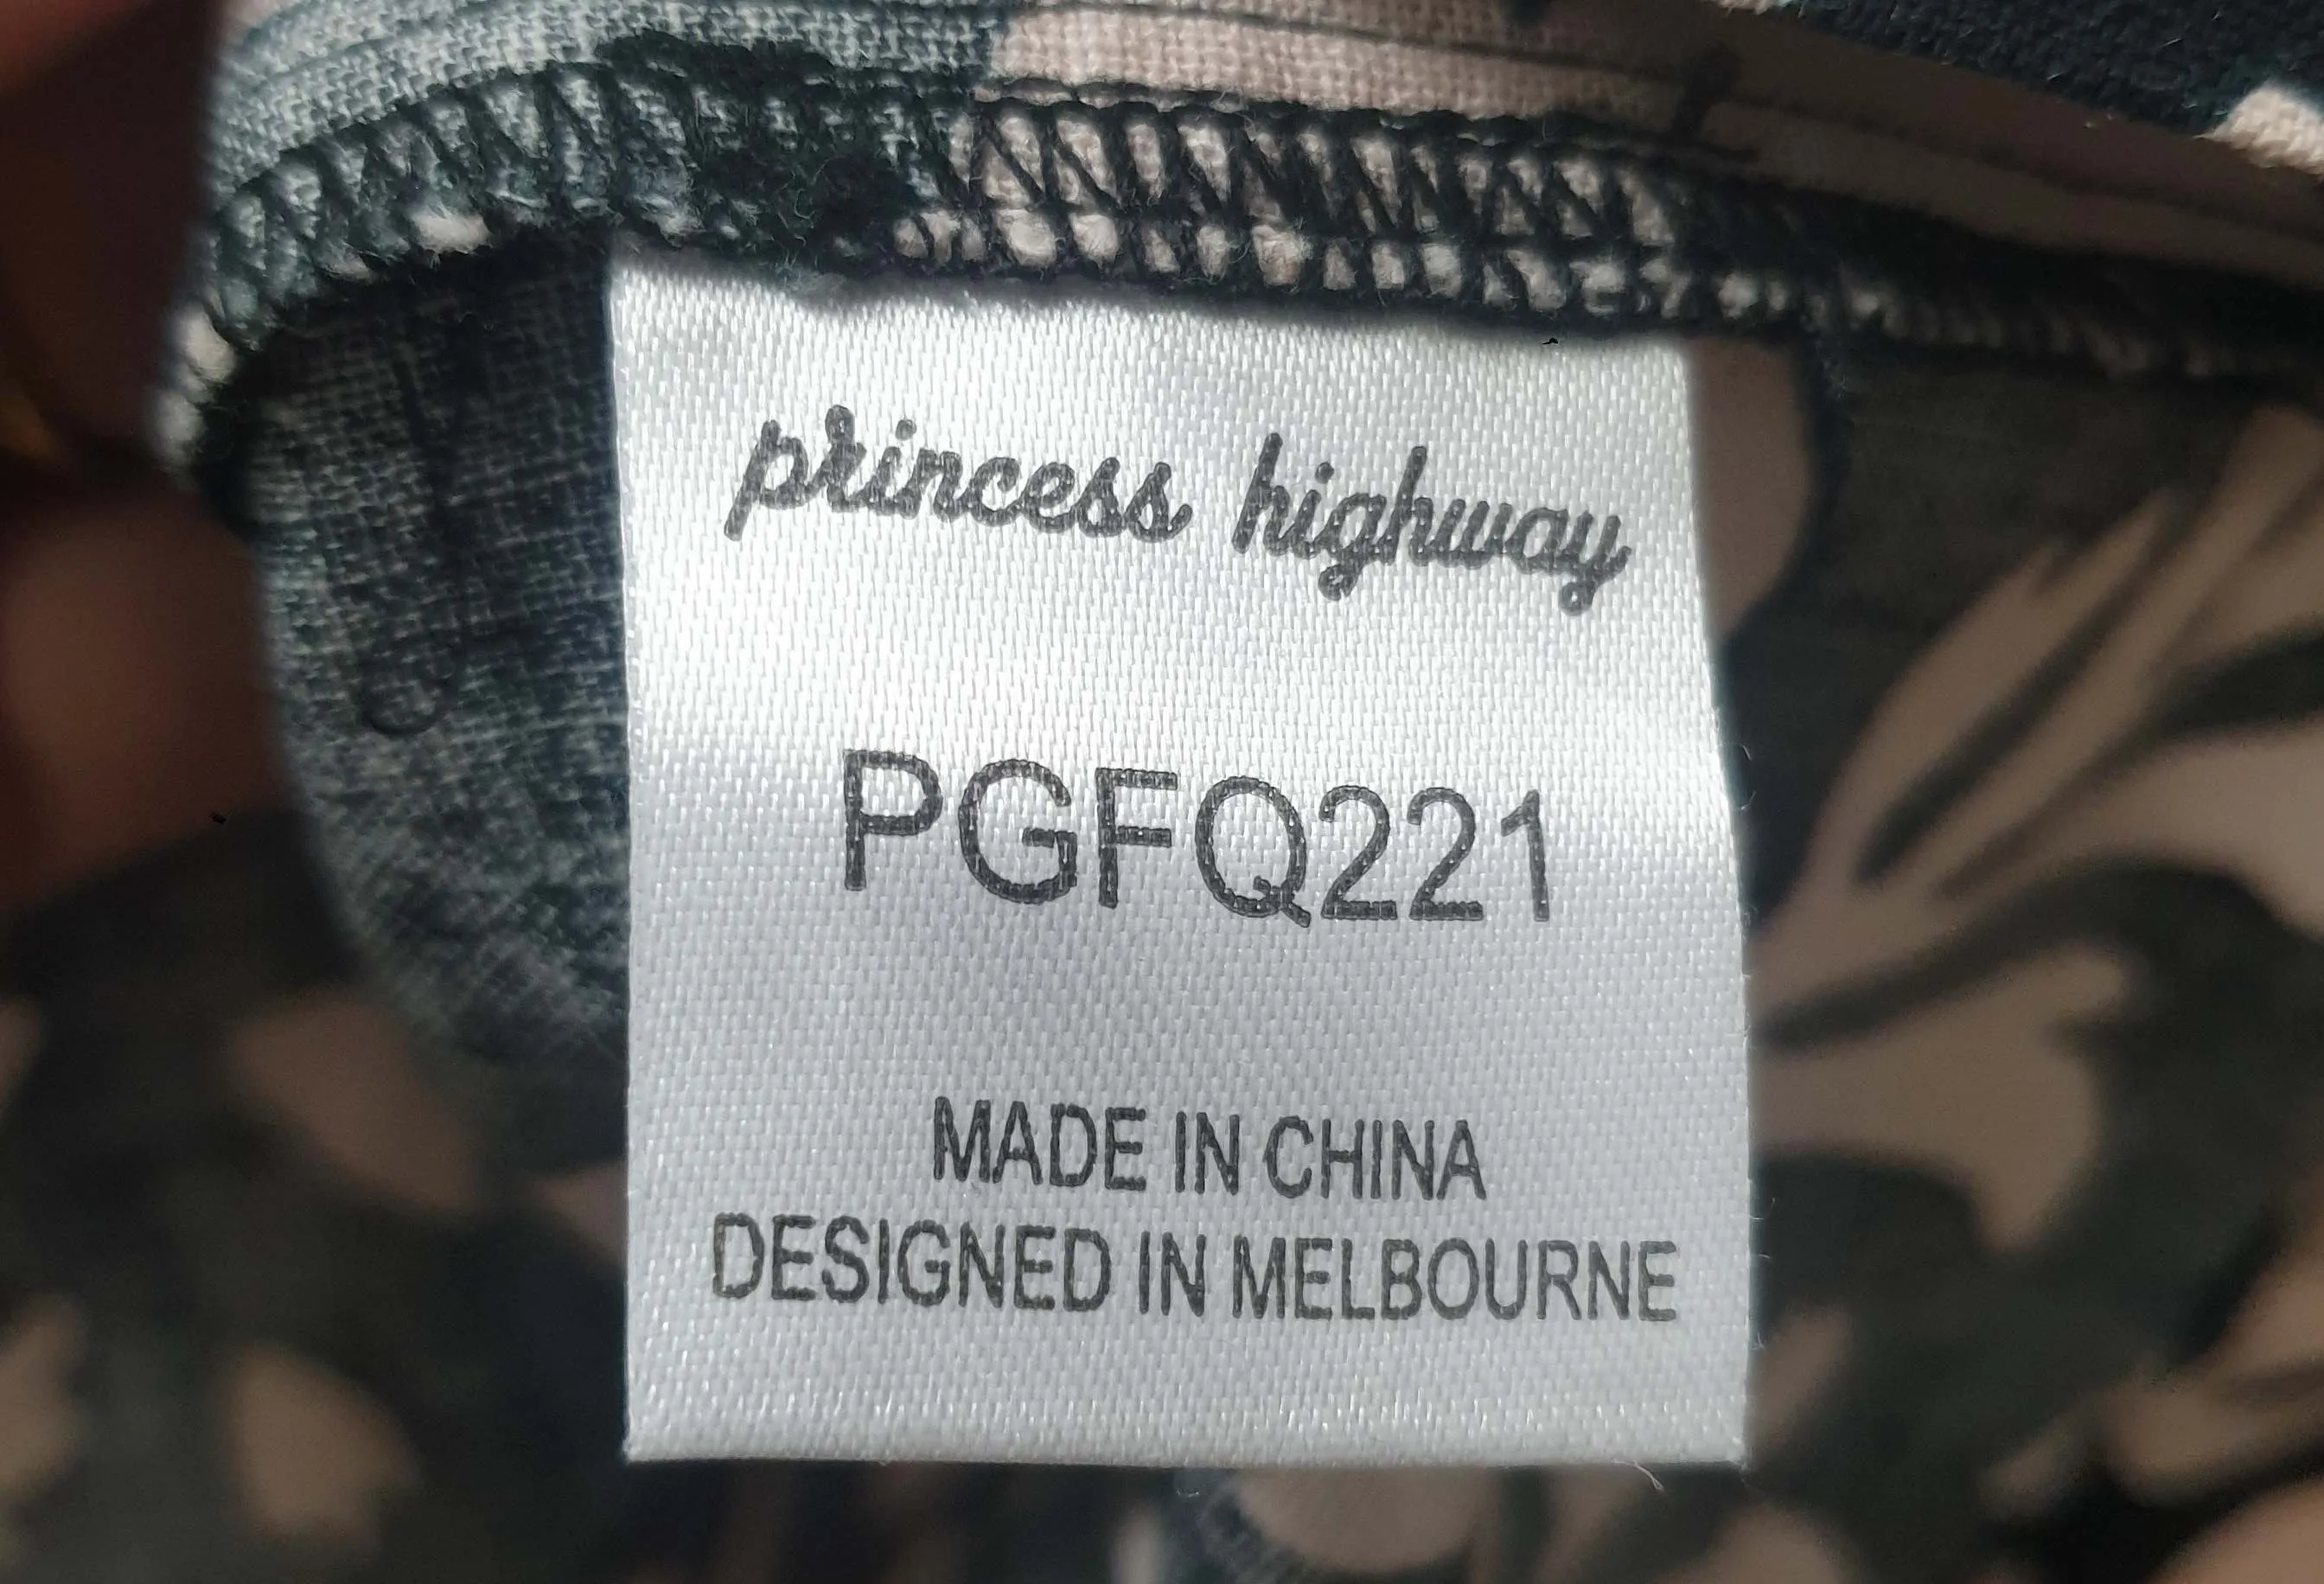 princess highway
PGFQ221
MADE IN CHINA
DESIGNED IN MELBOURNE